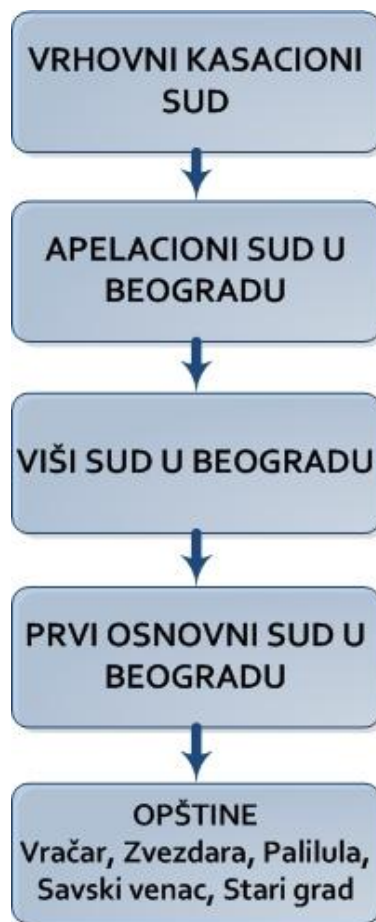 VRHOVNI KASACIONI
SUD
APELACIONI SUD U
BEOGRADU
VIŠI SUD U BEOGRADU
PRVI OSNOVNI SUD U
BEOGRADU
OPŠTINE
Vračar, Zvezdara, Palilula,
Savski venac, Stari grad